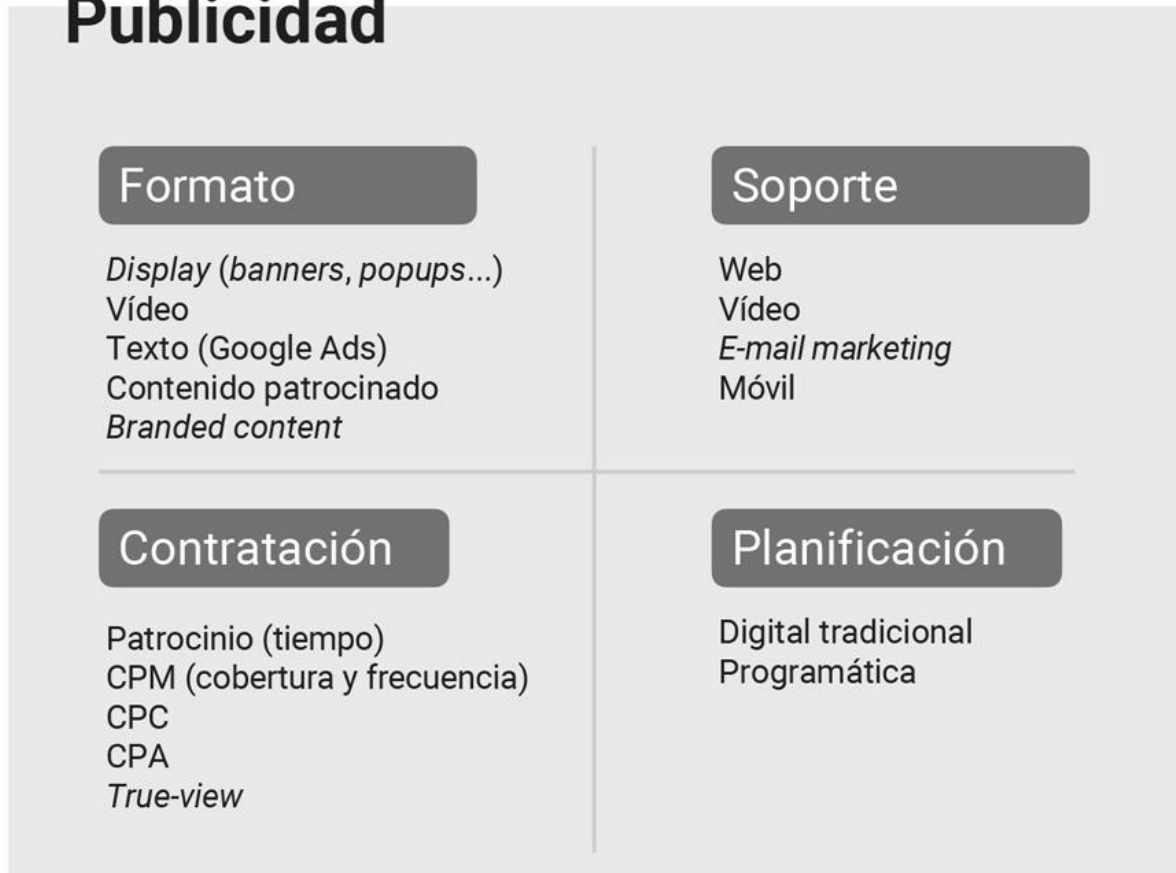 Publicidad
Formato
Display (banners, popups...)
Vídeo
Texto (Google Ads)
Contenido patrocinado
Branded content
Soporte
Web
Vídeo
E-mail marketing
Móvil
Contratación
Patrocinio (tiempo)
CPM (cobertura y frecuencia)
CPC
CPA
True-view
Planificación
Digital tradicional
Programática